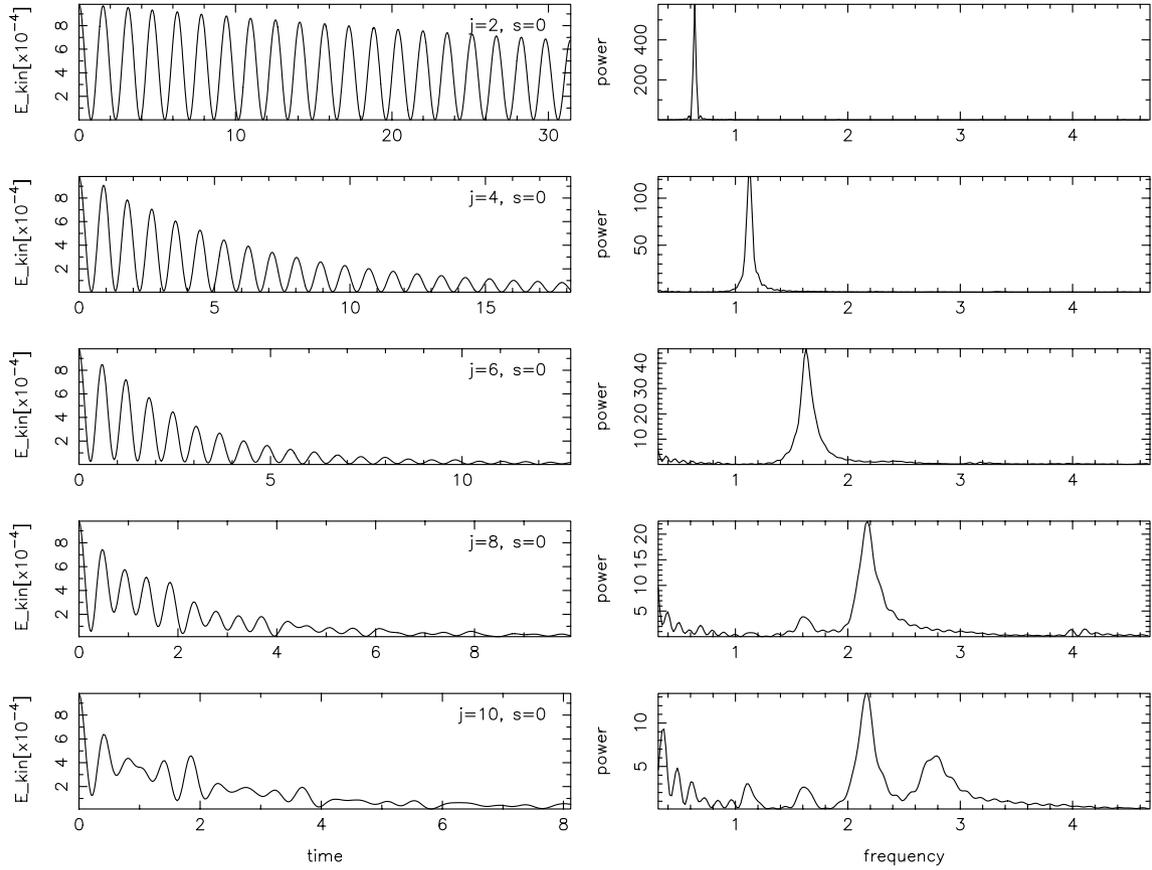 E_kin[x10⁻⁴]
8
6
4
2
j=2, s=0
0 10 20 30
power
400
200
1 2 3 4
E_kin[x10⁻⁴]
8
6
4
2
j=4, s=0
0 5 10 15
power
100
50
1 2 3 4
E_kin[x10⁻⁴]
8
6
4
2
j=6, s=0
0 5 10
power
40
30
20
10
1 2 3 4
E_kin[x10⁻⁴]
8
6
4
2
j=8, s=0
0 2 4 6 8
power
20
15
10
5
1 2 3 4
E_kin[x10⁻⁴]
8
6
4
2
j=10, s=0
0 2 4 6 8
time
power
10
5
1 2 3 4
frequency